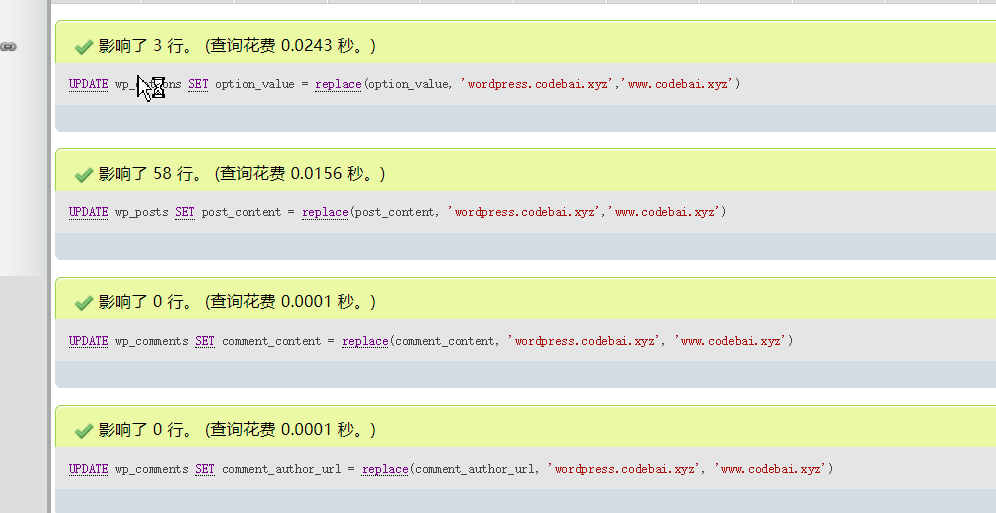 影响了 3 行。 (查询花费 0.0243 秒。)
UPDATE SET option_value = replace(option_value, 'wordpress.codebai.xyz','www.codebai.xyz')
影响了 58 行。 (查询花费 0.0156 秒。)
UPDATE wp_posts SET post_content = replace(post_content, 'wordpress.codebai.xyz','www.codebai.xyz')
影响了 0 行。 (查询花费 0.0001 秒。)
UPDATE wp_comments SET comment_content = replace(comment_content, 'wordpress.codebai.xyz', 'www.codebai.xyz')
影响了 0 行。 (查询花费 0.0001 秒。)
UPDATE wp_comments SET comment_author_url = replace(comment_author_url, 'wordpress.codebai.xyz', 'www.codebai.xyz')